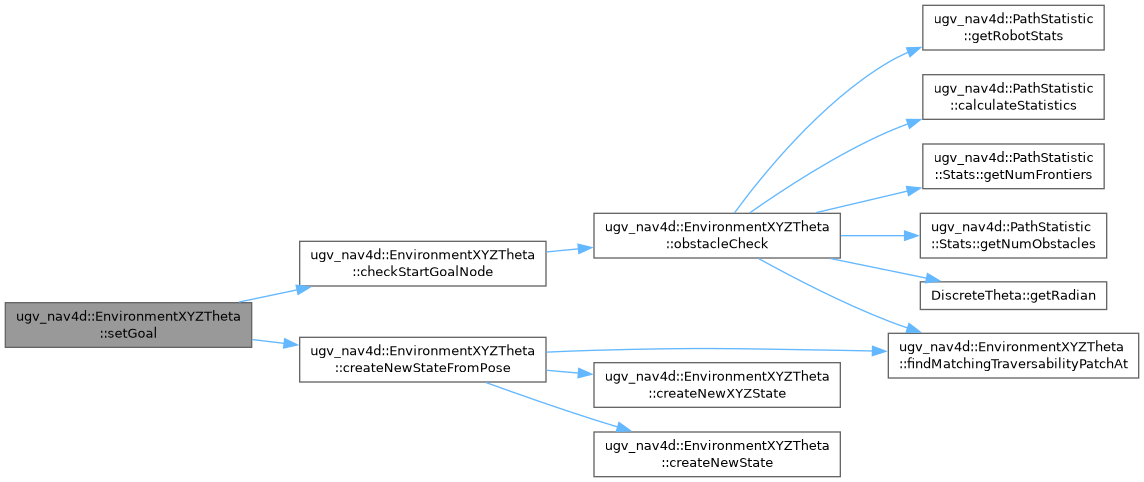 ugv_nav4d::PathStatistic
::getRobotStats
ugv_nav4d::PathStatistic
::calculateStatistics
ugv_nav4d::PathStatistic
::Stats::getNumFrontiers
ugv_nav4d::EnvironmentXYZTheta
::obstacleCheck
ugv_nav4d::PathStatistic
::Stats::getNumObstacles
ugv_nav4d::EnvironmentXYZTheta
::checkStartGoalNode
DiscreteTheta::getRadian
ugv_nav4d::EnvironmentXYZTheta
::setGoal
ugv_nav4d::EnvironmentXYZTheta
::createNewStateFromPose
ugv_nav4d::EnvironmentXYZTheta
::findMatchingTraversabilityPatchAt
ugv_nav4d::EnvironmentXYZTheta
::createNewXYZState
ugv_nav4d::EnvironmentXYZTheta
::createNewState